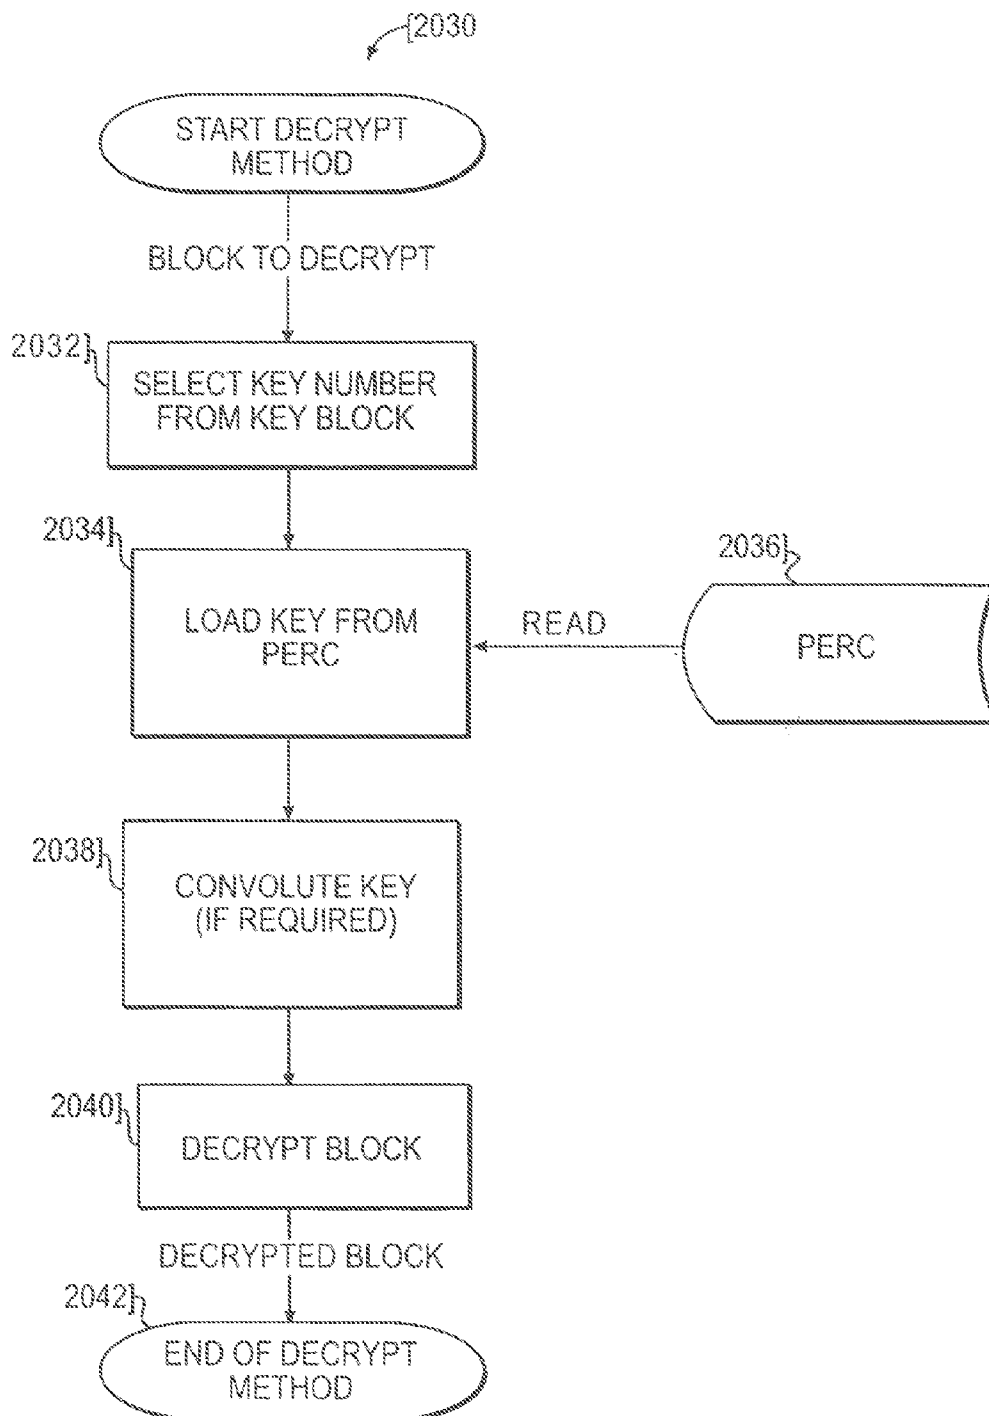 [2030
START DECRYPT
METHOD
BLOCK TO DECRYPT
2032]
SELECT KEY NUMBER
FROM KEY BLOCK
2034]
LOAD KEY FROM
PERC
READ
2036]
PERC
2038]
CONVOLUTE KEY
(IF REQUIRED)
2040]
DECRYPT BLOCK
DECRYPTED BLOCK
2042]
END OF DECRYPT
METHOD